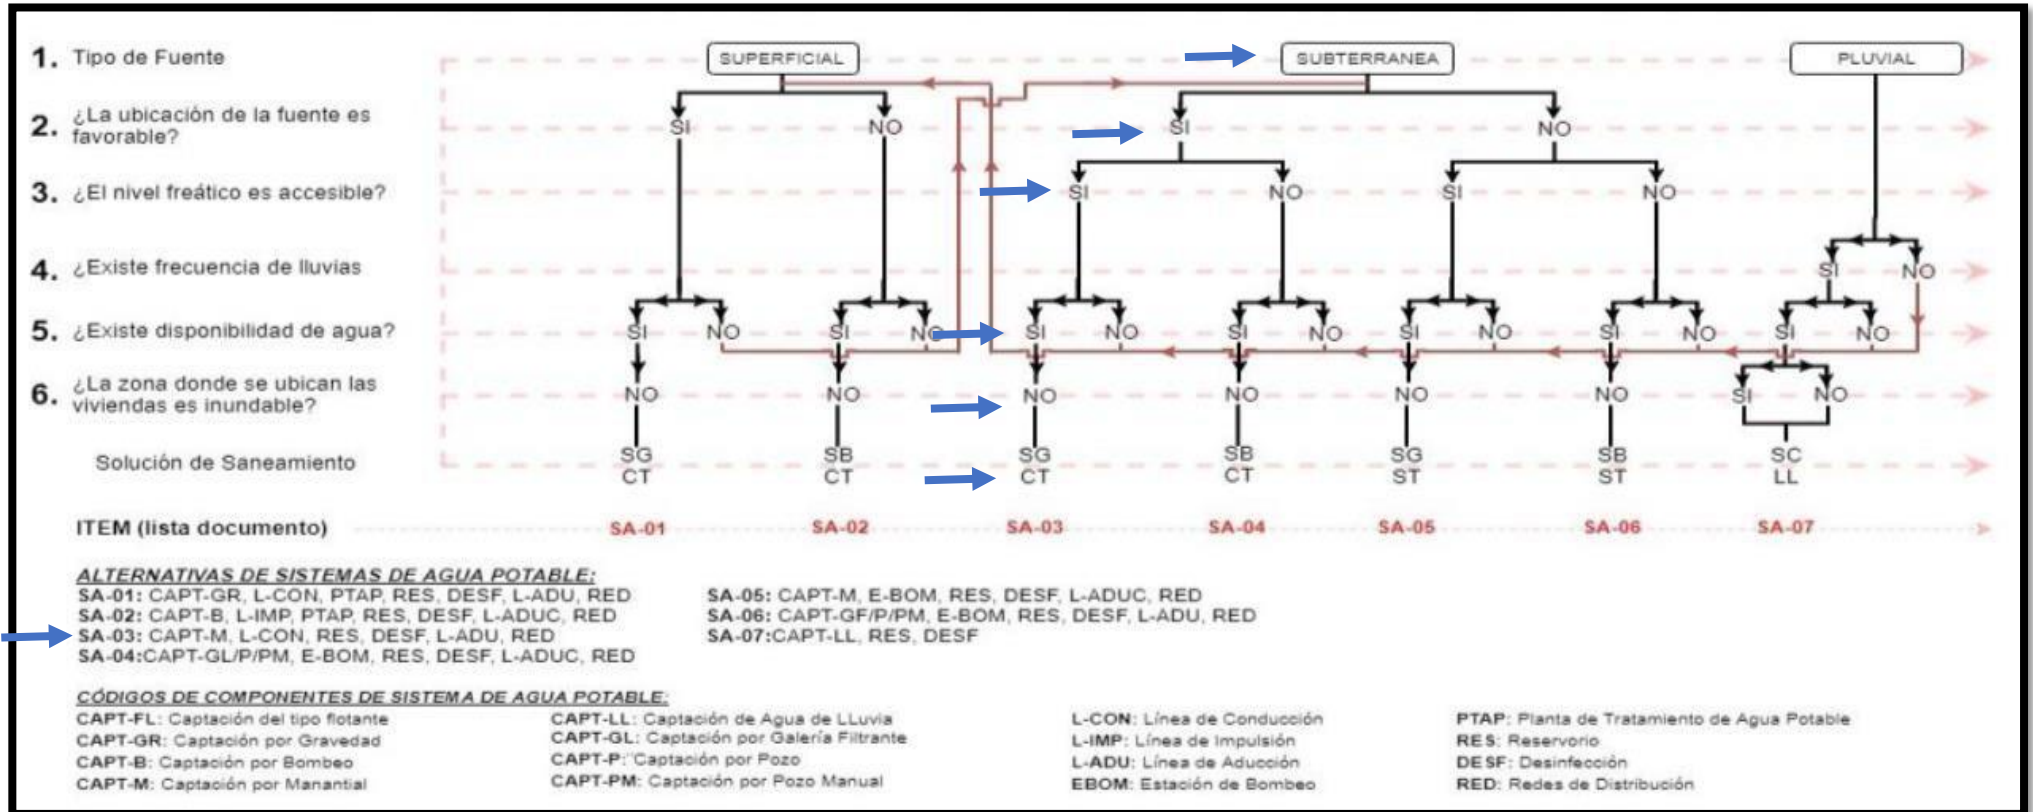 1. Tipo de Fuente SUPERFICIAL SUBTERRANEA PLUVIAL
2. ¿La ubicación de la fuente es
favorable?
SI NO SI NO
3. ¿El nivel freático es accesible? SI NO SI NO
4. ¿Existe frecuencia de lluvias SI NO
5. ¿Existe disponibilidad de agua? SI NO SI NO SI NO SI NO SI NO SI NO SI NO
6. ¿La zona donde se ubican las
viviendas es inundable?
NO NO NO NO NO NO SI NO
Solución de Saneamiento
SG SB SG SB SG SB SC
CT CT CT CT ST ST LL
ITEM (lista documento) SA-01 SA-02 SA-03 SA-04 SA-05 SA-06 SA-07
ALTERNATIVAS DE SISTEMAS DE AGUA POTABLE:
SA-01: CAPT-GR, L-CON, PTAP, RES, DESF, L-ADU, RED
SA-02: CAPT-B, L-IMP, PTAP, RES, DESF, L-ADUC, RED
SA-03: CAPT-M, L-CON, RES, DESF, L-ADU, RED
SA-04:CAPT-GL/P/PM, E-BOM, RES, DESF, L-ADUC, RED
SA-05: CAPT-M, E-BOM, RES, DESF, L-ADUC, RED
SA-06: CAPT-GF/P/PM, E-BOM, RES, DESF, L-ADU, RED
SA-07:CAPT-LL, RES, DESF
CÓDIGOS DE COMPONENTES DE SISTEMA DE AGUA POTABLE:
CAPT-FL: Captación del tipo flotante
CAPT-GR: Captación por Gravedad
CAPT-B: Captación por Bombeo
CAPT-M: Captación por Manantial
CAPT-LL: Captación de Agua de LLuvia
CAPT-GL: Captación por Galería Filtrante
CAPT-P: Captación por Pozo
CAPT-PM: Captación por Pozo Manual
L-CON: Línea de Conducción
L-IMP: Línea de Impulsión
L-ADU: Línea de Aducción
EBOM: Estación de Bombeo
PTAP: Planta de Tratamiento de Agua Potable
RES: Reservorio
DESF: Desinfección
RED: Redes de Distribución